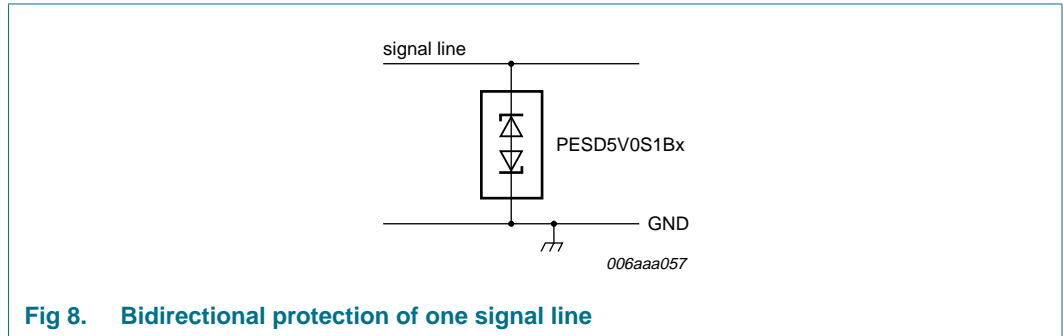 signal line
PESD5V0S1Bx
GND
006aaa057
Fig 8. Bidirectional protection of one signal line